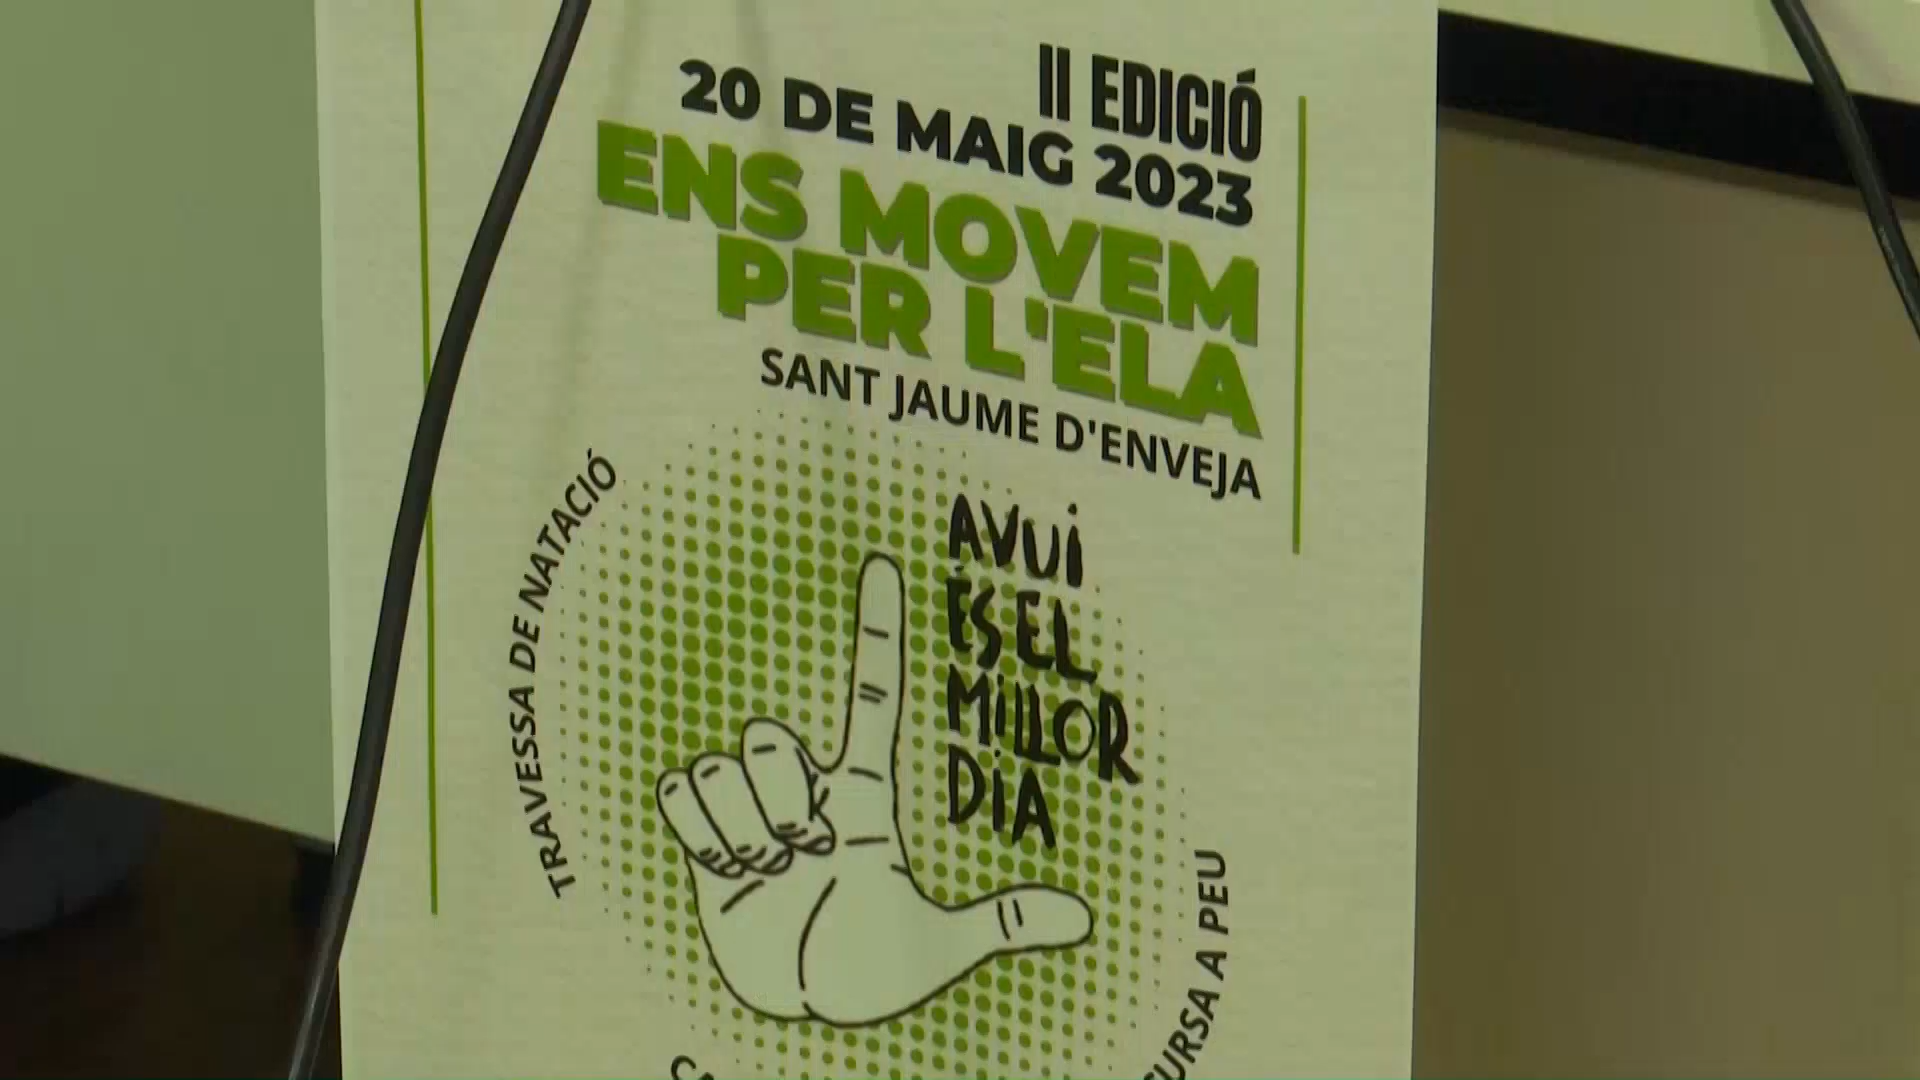 II EDICIÓ
20 DE MAIG 2023
ENS MOVEM
PER L'ELA
SANT JAUME D'ENVEJA
TRAVESSA DE NATACIÓ
AVUI
ÉS EL
MILLOR
DIA
A PEU